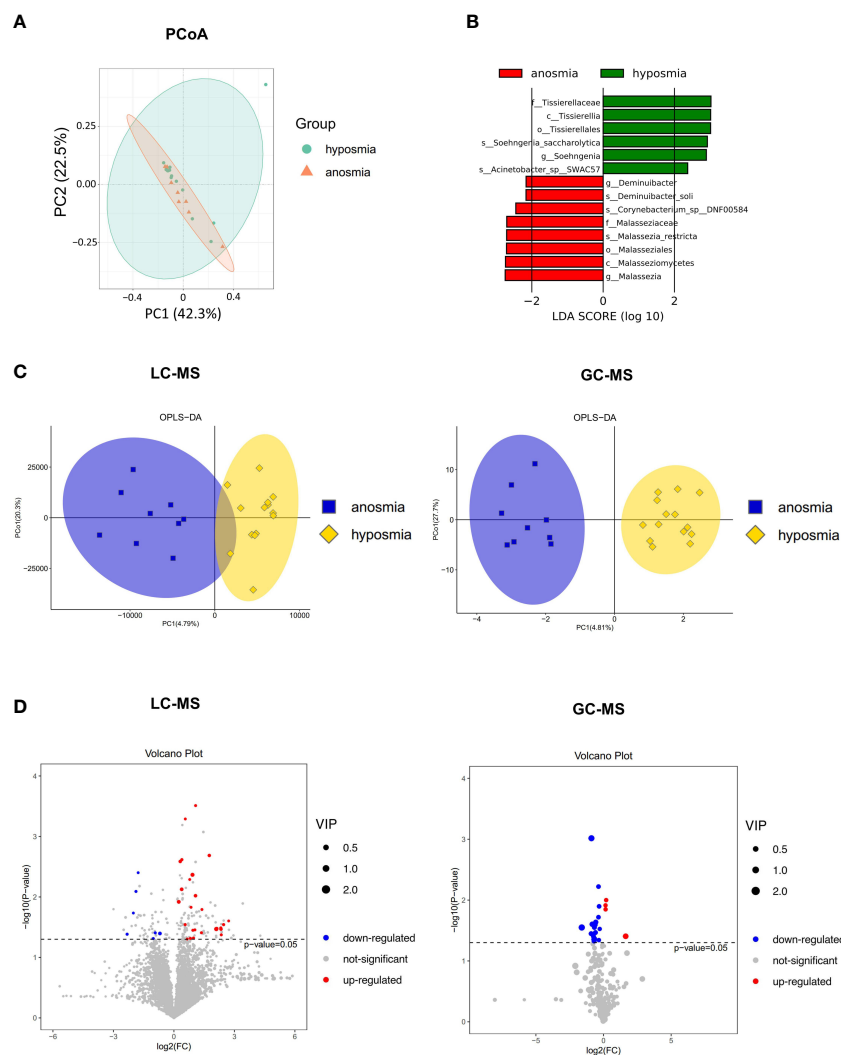 A
PCoA
PC2 (22.5%)
0.25
0.00
−0.25
−0.4
0
0.4
PC1 (42.3%)
Group
hyposmia
anosmia
B
anosmia
hyposmia
f__Tissierellaceae
c__Tissierellia
o__Tissierellales
s__Soehngenia_saccharolytica
g__Soehngenia
s__Acinetobacter_sp__SWAC57
g__Deminuibacter
s__Deminuibacter_soli
s__Corynebacterium_sp__DNF00584
f__Malasseziaceae
s__Malassezia_restricta
o__Malasseziales
c__Malasseziomycetes
g__Malassezia
−2
0
2
LDA SCORE (log 10)
C
LC-MS
OPLS−DA
PCo1(20.3%)
25000
0
−25000
−10000
0
10000
PC1(4.79%)
anosmia
hyposmia
GC-MS
OPLS−DA
PCo1(27.7%)
10
0
−10
−4
−2
0
2
PC1(4.81%)
anosmia
hyposmia
D
LC-MS
Volcano Plot
−log10(P−value)
4
3
2
1
0
−6
−3
0
3
6
log2(FC)
p−value=0.05
VIP
0.5
1.0
2.0
down−regulated
not−significant
up−regulated
GC-MS
Volcano Plot
−log10(P−value)
4
3
2
1
0
−5
0
5
log2(FC)
p−value=0.05
VIP
0.5
1.0
2.0
down−regulated
not−significant
up−regulated